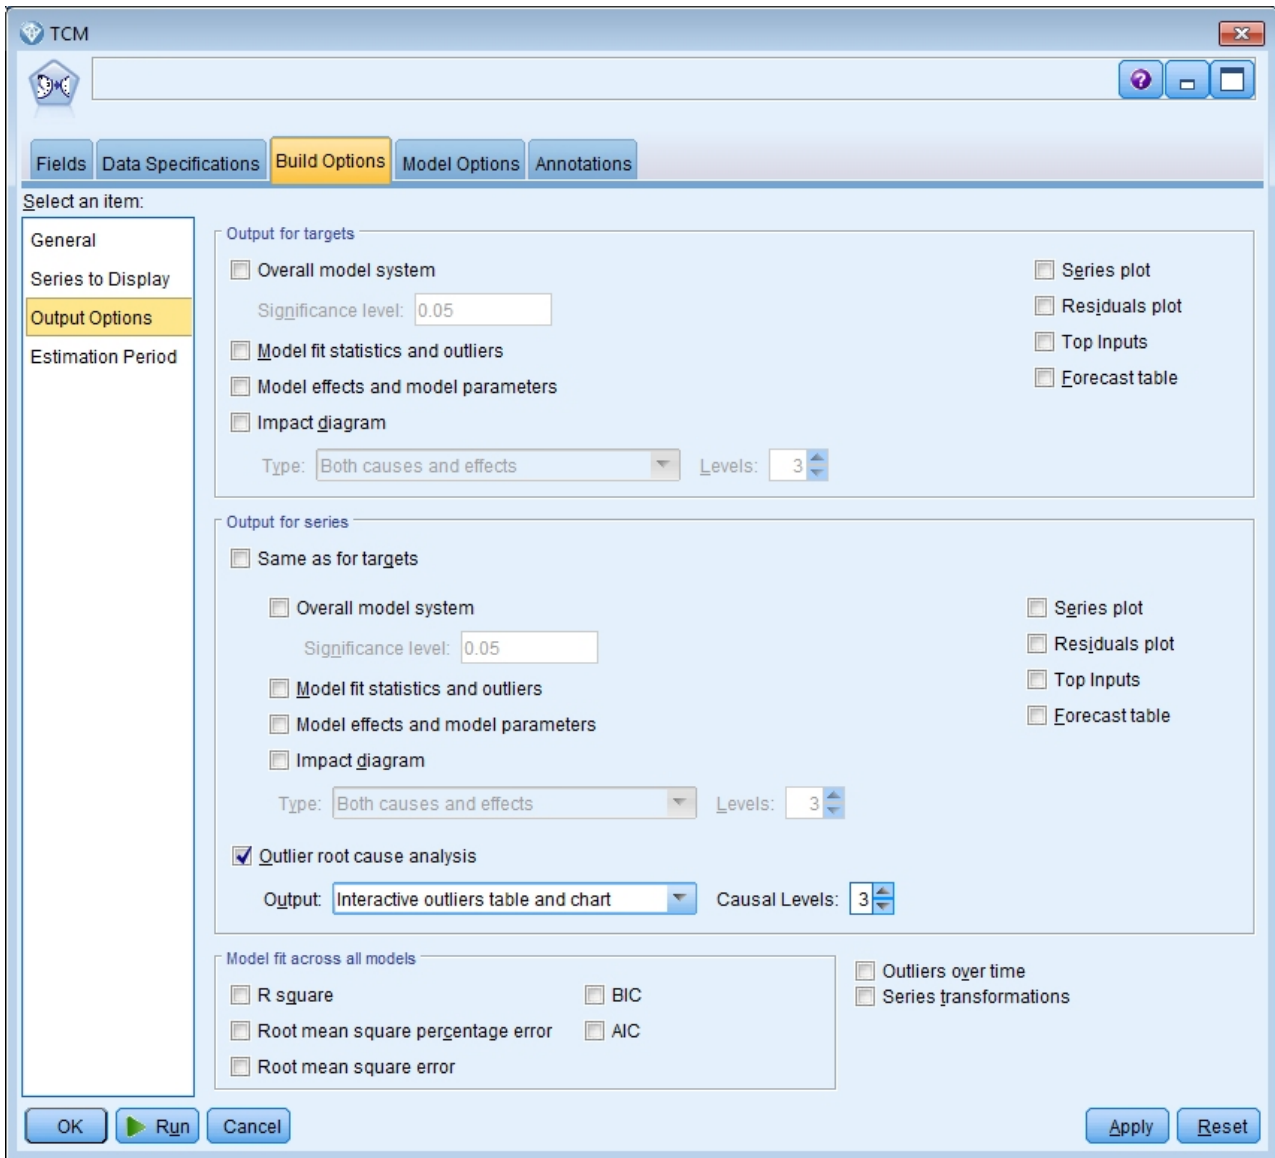 TCM
Fields Data Specifications Build Options Model Options Annotations
Select an item:
General
Series to Display
Output Options
Estimation Period
Output for targets
Overall model system
Significance level: 0.05
Model fit statistics and outliers
Model effects and model parameters
Impact diagram
Type: Both causes and effects Levels: 3
Series plot
Residuals plot
Top Inputs
Forecast table
Output for series
Same as for targets
Overall model system
Significance level: 0.05
Model fit statistics and outliers
Model effects and model parameters
Impact diagram
Type: Both causes and effects Levels: 3
Series plot
Residuals plot
Top Inputs
Forecast table
Outlier root cause analysis
Output: Interactive outliers table and chart Causal Levels: 3
Model fit across all models
R square
Root mean square percentage error
Root mean square error
BIC
AIC
Outliers over time
Series transformations
OK Run Cancel Apply Reset